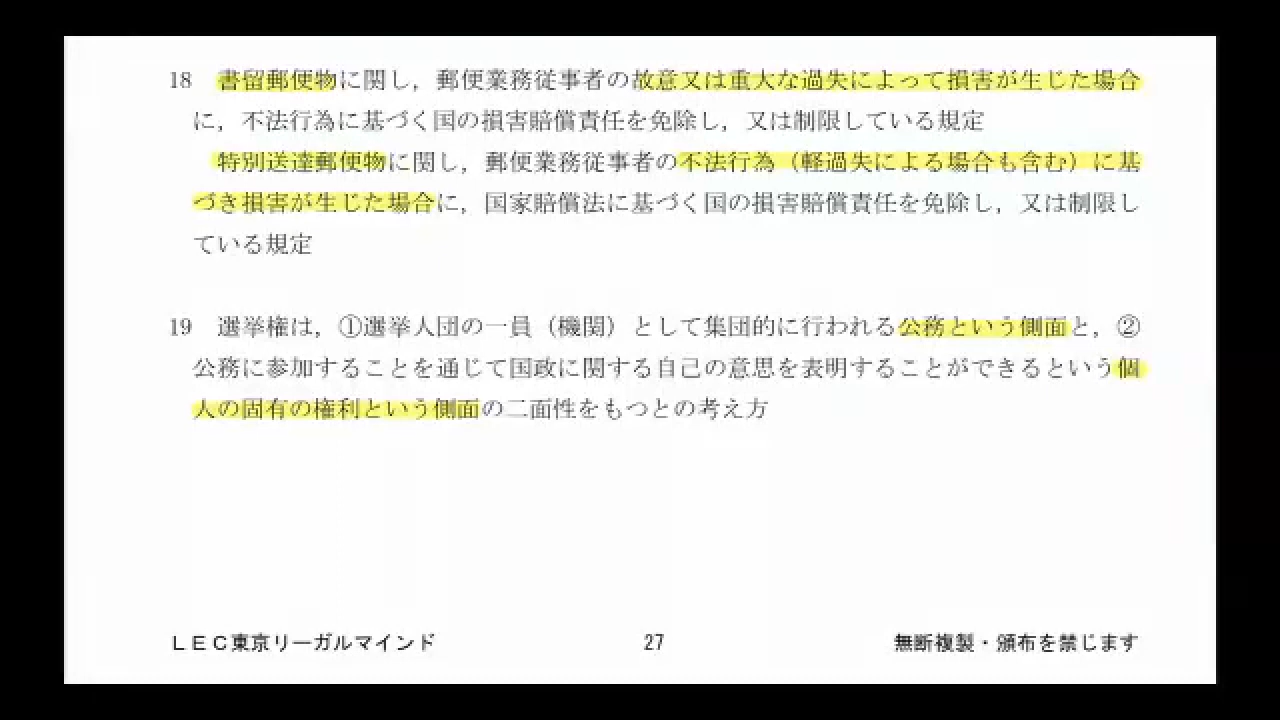 18　書留郵便物に関し，郵便業務従事者の故意又は重大な過失によって損害が生じた場合
に，不法行為に基づく国の損害賠償責任を免除し，又は制限している規定
特別送達郵便物に関し，郵便業務従事者の不法行為（軽過失による場合も含む）に基
づき損害が生じた場合に，国家賠償法に基づく国の損害賠償責任を免除し，又は制限し
ている規定
19　選挙権は，①選挙人団の一員（機関）として集団的に行われる公務という側面と，②
公務に参加することを通じて国政に関する自己の意思を表明することができるという個
人の固有の権利という側面の二面性をもつとの考え方
ＬＥＣ東京リーガルマインド　27　無断複製・頒布を禁じます